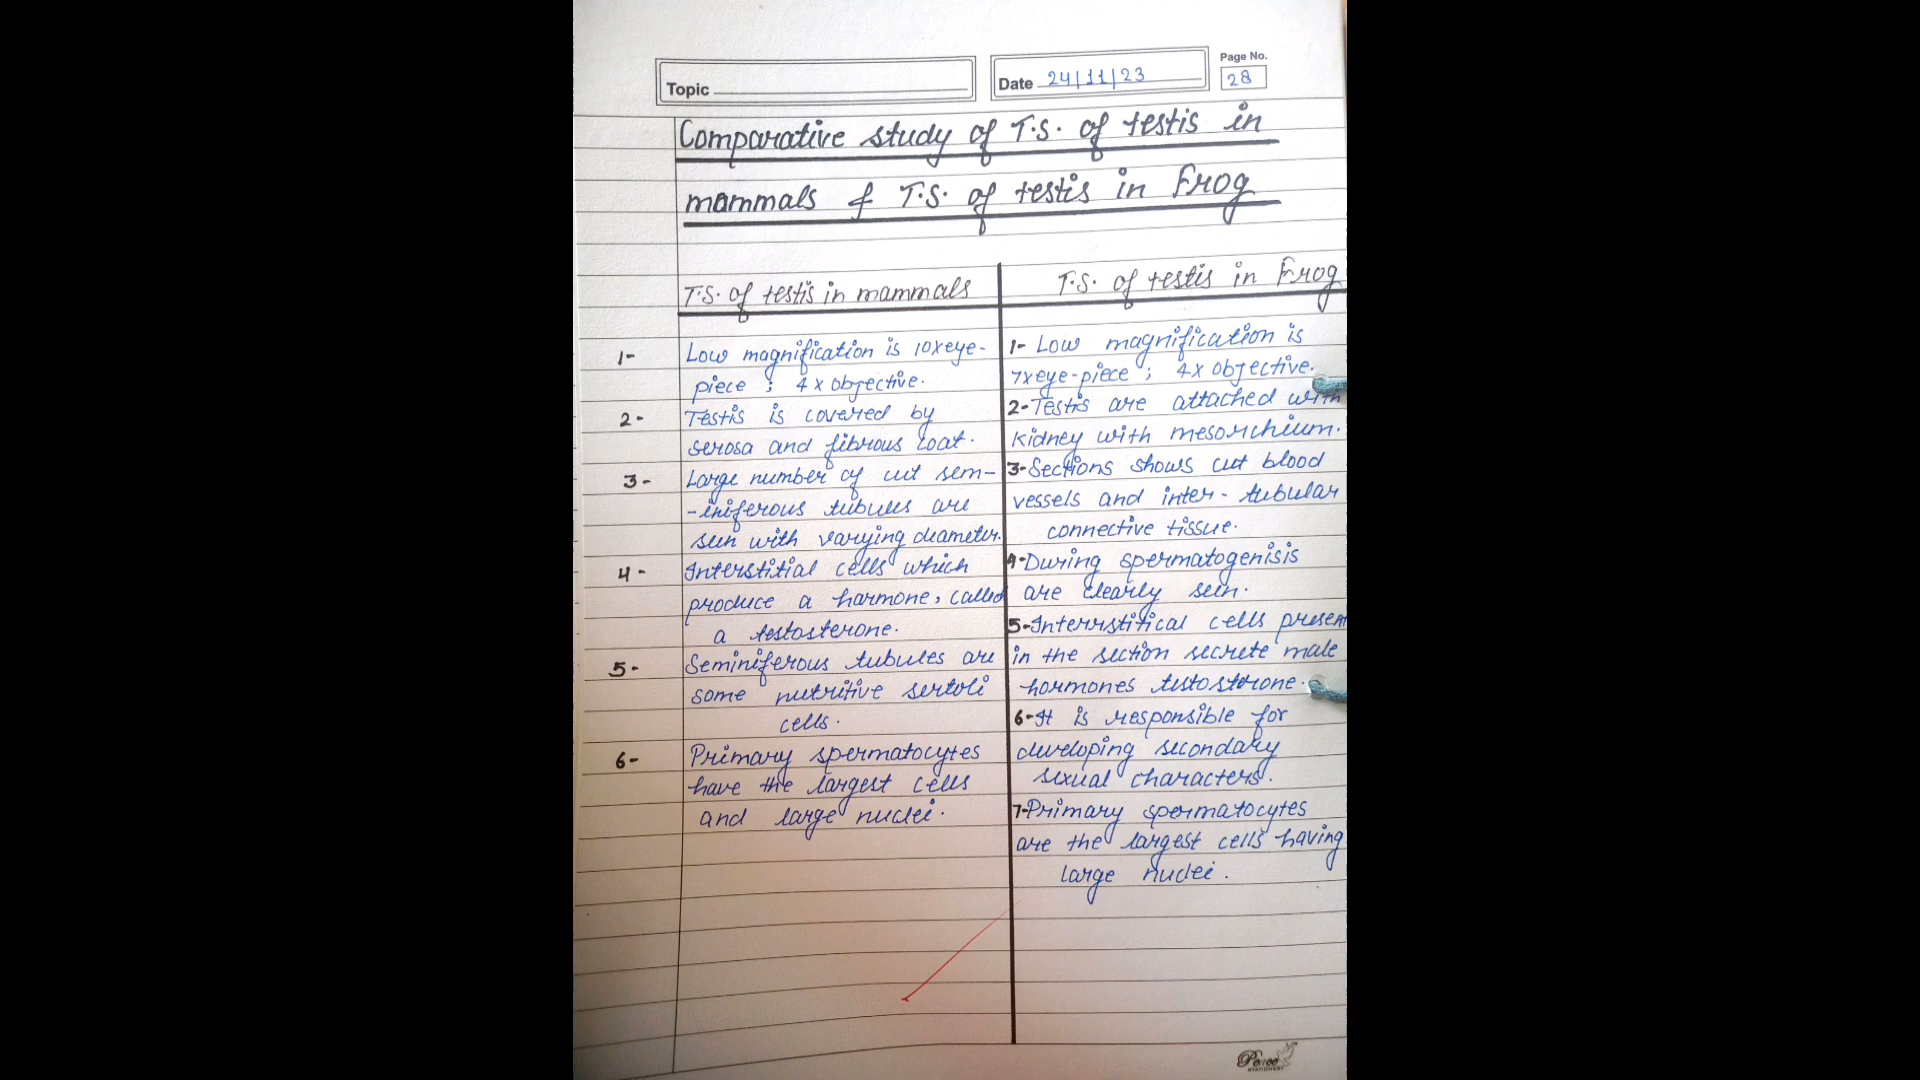 Topic
Date 24/11/23
Page No.
28
Comparative study of T.S. of testis in
mammals & T.S. of testis in Frog
T.S. of testis in mammals
1- Low magnification is 10x eye-
piece ; 4x objective.
2- Testis is covered by
serosa and fibrous coat.
3- Large number of cut sem-
-iniferous tubules are
seen with varying diameter.
4- Interstitial cells which
produce a harmone, called
a testosterone.
5- Seminiferous tubules are
some nutritive sertoli
cells.
6- Primary spermatocytes
have the largest cells
and large nuclei.
T.S. of testis in Frog
1- Low magnification is
7x eye-piece ; 4x objective.
2- Testis are attached with
kidney with mesorchium.
3- Sections shows cut blood
vessels and inter-tubular
connective tissue.
4- During spermatogenisis
are clearly seen.
5- Interrstitical cells present
in the section secrete male
hormones testosterone.
6- It is responsible for
developing secondary
sexual characters.
7- Primary spermatocytes
are the largest cells having
large nuclei.
Peace
STATIONERY